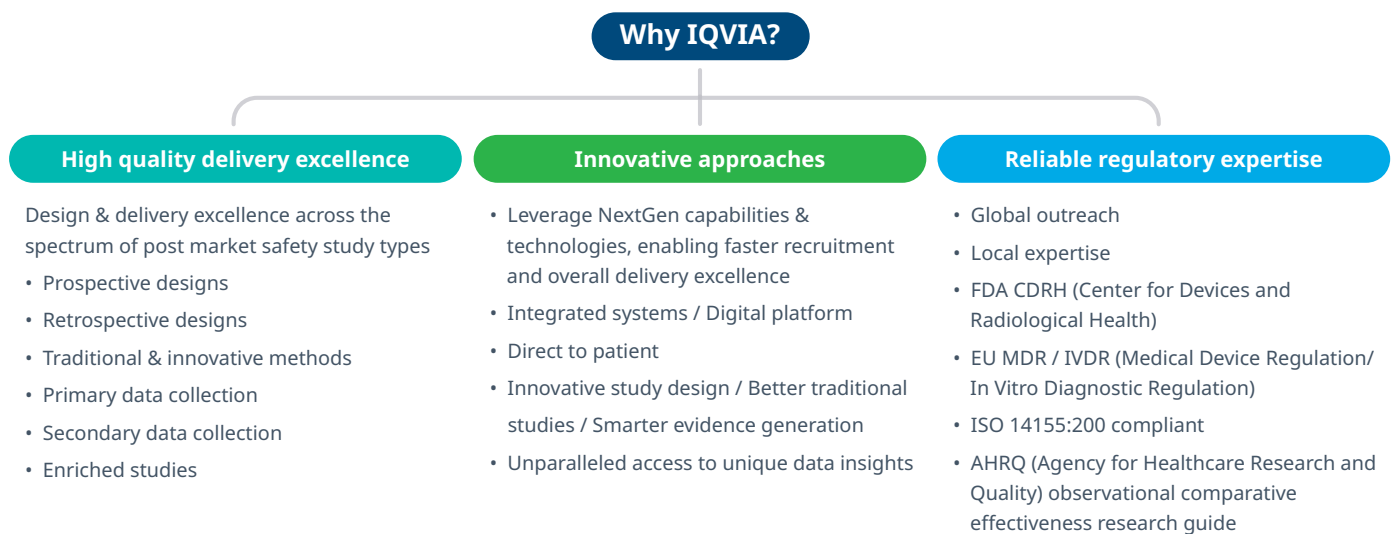 Why IQVIA?
High quality delivery excellence
Design & delivery excellence across the
spectrum of post market safety study types
• Prospective designs
• Retrospective designs
• Traditional & innovative methods
• Primary data collection
• Secondary data collection
• Enriched studies
Innovative approaches
• Leverage NextGen capabilities &
technologies, enabling faster recruitment
and overall delivery excellence
• Integrated systems / Digital platform
• Direct to patient
• Innovative study design / Better traditional
studies / Smarter evidence generation
• Unparalleled access to unique data insights
Reliable regulatory expertise
• Global outreach
• Local expertise
• FDA CDRH (Center for Devices and
Radiological Health)
• EU MDR / IVDR (Medical Device Regulation/
In Vitro Diagnostic Regulation)
• ISO 14155:200 compliant
• AHRQ (Agency for Healthcare Research and
Quality) observational comparative
effectiveness research guide